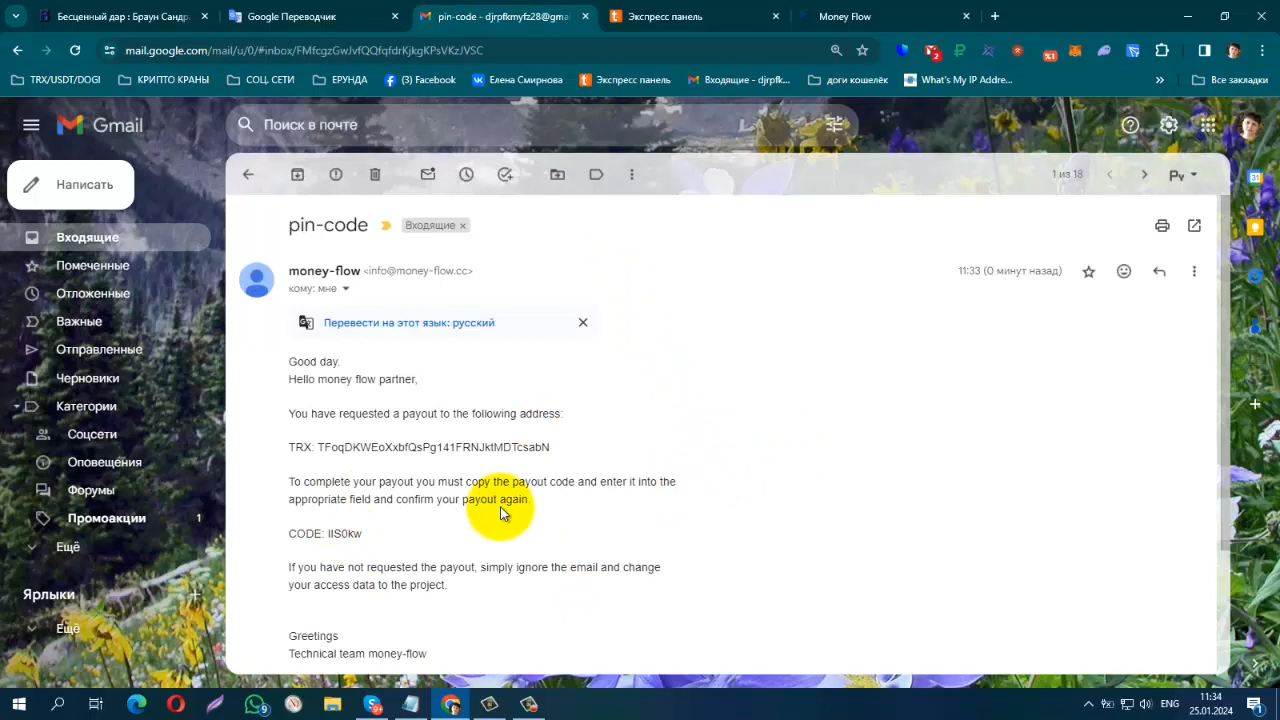 Бесценный дар : Браун Сандр
Google Переводчик
pin-code - djrpfkmyfz28@gmai
Экспресс панель
Money Flow
mail.google.com/mail/u/0/#inbox/FMfcgzGwJvfQQfqfdrKjkgKPsVKzJVSC
2
%1
TRX/USDT/DOGI
КРИПТО КРАНЫ
СОЦ. СЕТИ
ЕРУНДА
(3) Facebook
Елена Смирнова
Экспресс панель
Входящие - djrpfk...
доги кошелёк
What's My IP Addre...
Все закладки
Gmail
Поиск в почте
Написать
1 из 18
Входящие
Помеченные
Отложенные
Важные
Отправленные
Черновики
Категории
Соцсети
Оповещения
Форумы
Промоакции 1
Ещё
Ярлыки
Ещё
pin-code
Входящие ×
money-flow <info@money-flow.cc>
11:33 (0 минут назад)
кому: мне
Перевести на этот язык: русский
Good day.
Hello money flow partner,
You have requested a payout to the following address:
TRX: TFoqDKWEoXxbfQsPg141FRNJktMDTcsabN
To complete your payout you must copy the payout code and enter it into the
appropriate field and confirm your payout again.
CODE: IIS0kw
If you have not requested the payout, simply ignore the email and change
your access data to the project.
Greetings
Technical team money-flow
31
ENG
11:34
25.01.2024